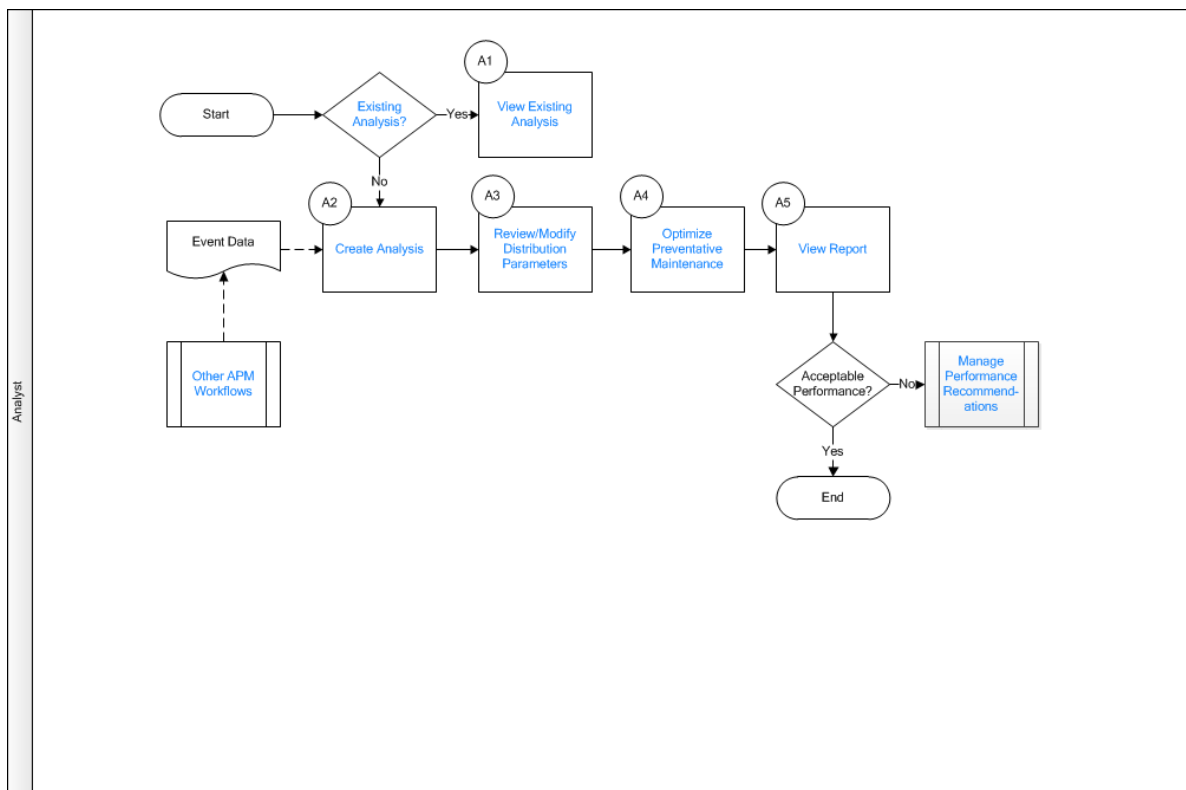 A1
Start
Existing
Analysis?
Yes
View Existing
Analysis
No
A2
A3
A4
A5
Event Data
Create Analysis
Review/Modify
Distribution
Parameters
Optimize
Preventative
Maintenance
View Report
Other APM
Workflows
Acceptable
Performance?
No
Manage
Performance
Recommend-
ations
Yes
End
Analyst